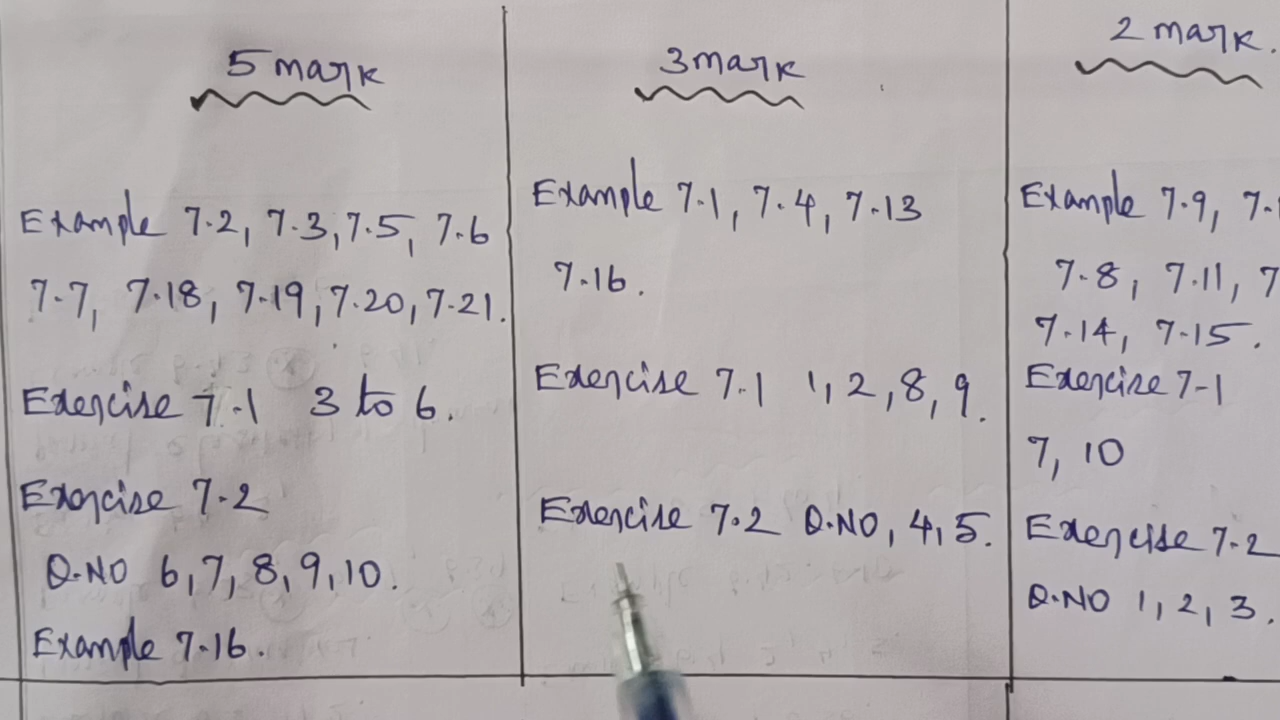 5 mark
Example 7.2, 7.3, 7.5, 7.6
7.7, 7.18, 7.19, 7.20, 7.21.
Exercise 7.1 3 to 6.
Exercise 7.2
Q.NO 6, 7, 8, 9, 10.
Example 7.16.
3 mark
Example 7.1, 7.4, 7.13
7.16.
Exercise 7.1 1, 2, 8, 9.
Exercise 7.2 Q.NO, 4, 5.
2 mark.
Example 7.9,
7.8, 7.11,
7.14, 7.15.
Exercise 7-1
7, 10
Exercise 7.2
Q.NO 1, 2, 3.